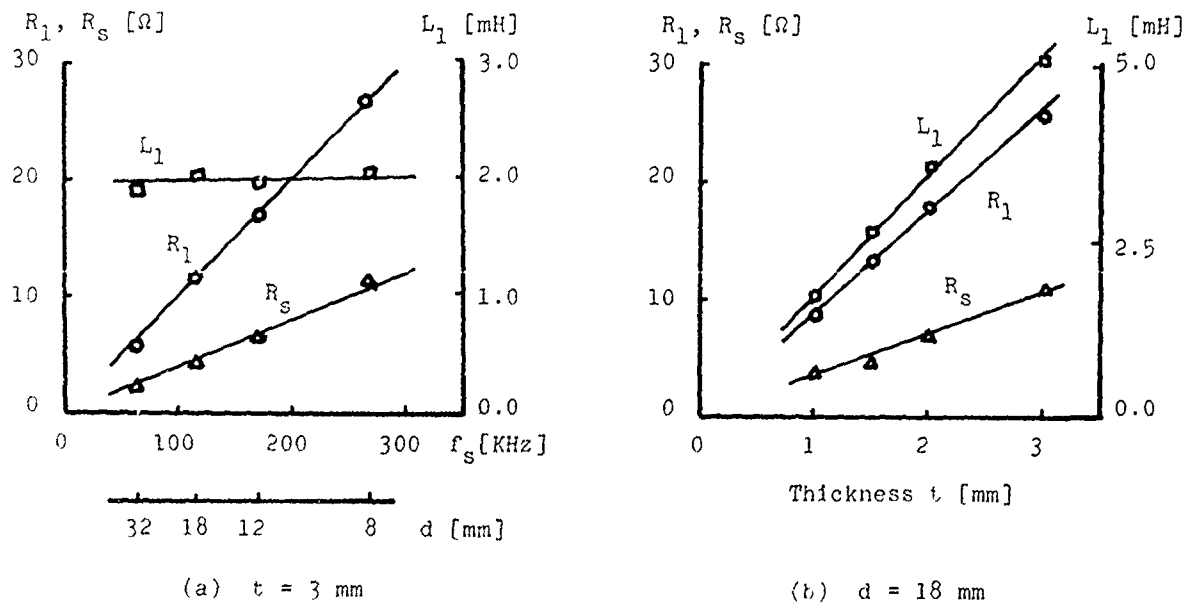 R₁, Rₛ [Ω]
L₁ [mH]
30
20
10
0
3.0
2.0
1.0
0.0
L₁
R₁
Rₛ
0 100 200 300 fₛ[KHz]
32 18 12 8 d [mm]
(a) t = 3 mm
R₁, Rₛ [Ω]
L₁ [mH]
30
20
10
0
5.0
2.5
0.0
L₁
R₁
Rₛ
0 1 2 3
Thickness t [mm]
(b) d = 18 mm